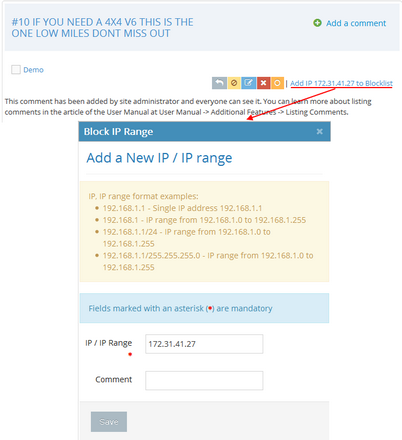 #10 IF YOU NEED A 4X4 V6 THIS IS THE
ONE LOW MILES DONT MISS OUT
Add a comment
Demo
| Add IP 172.31.41.27 to Blocklist
This comment has been added by site administrator and everyone can see it. You can learn more about listing
comments in the article of the User Manual at User Manual -> Additional Features -> Listing Comments.
Block IP Range ×
Add a New IP / IP range
IP, IP range format examples:
• 192.168.1.1 - Single IP address 192.168.1.1
• 192.168.1 - IP range from 192.168.1.0 to 192.168.1.255
• 192.168.1.1/24 - IP range from 192.168.1.0 to
192.168.1.255
• 192.168.1.1/255.255.255.0 - IP range from 192.168.1.0 to
192.168.1.255
Fields marked with an asterisk (•) are mandatory
IP / IP Range
•
172.31.41.27
Comment
Save